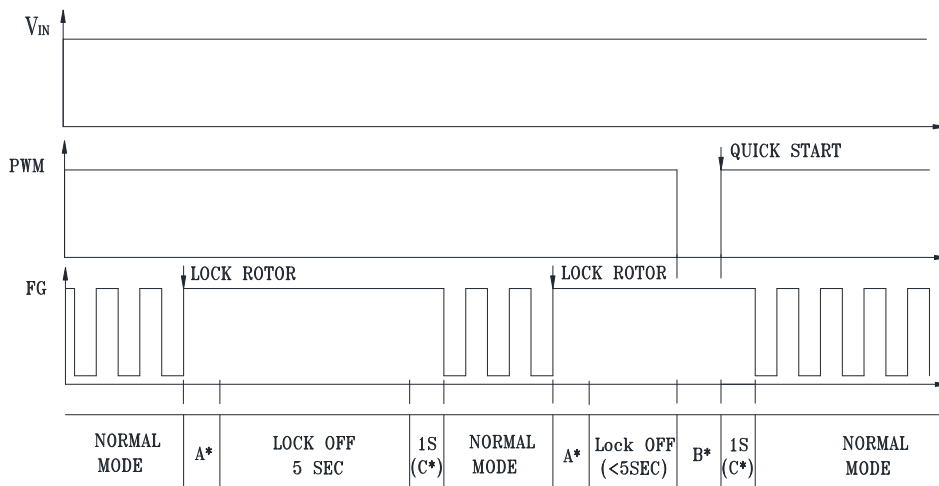 VIN
QUICK START
PWM
LOCK ROTOR LOCK ROTOR
FG
NORMAL MODE
A*
LOCK OFF
5 SEC
1S
(C*)
NORMAL
MODE
A*
Lock OFF
(<5SEC)
B*
1S
(C*)
NORMAL
MODE